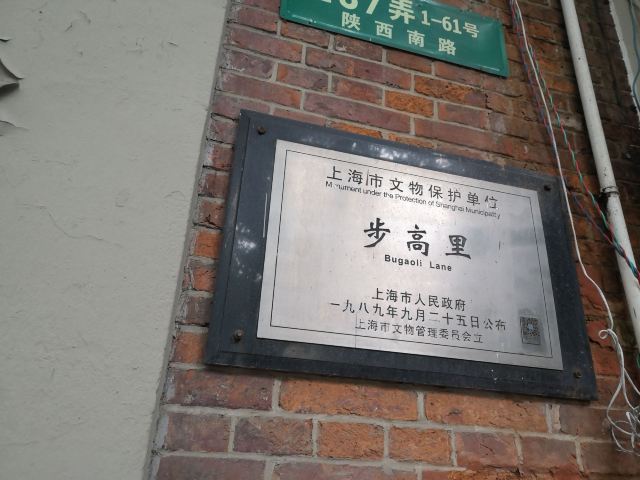 87弄1-61号
陕西南路
上海市文物保护单位
Monument under the Protection of Shanghai Municipality
步高里
Bugaoli Lane
上海市人民政府
一九八九年九月二十五日公布
上海市文物管理委员会立